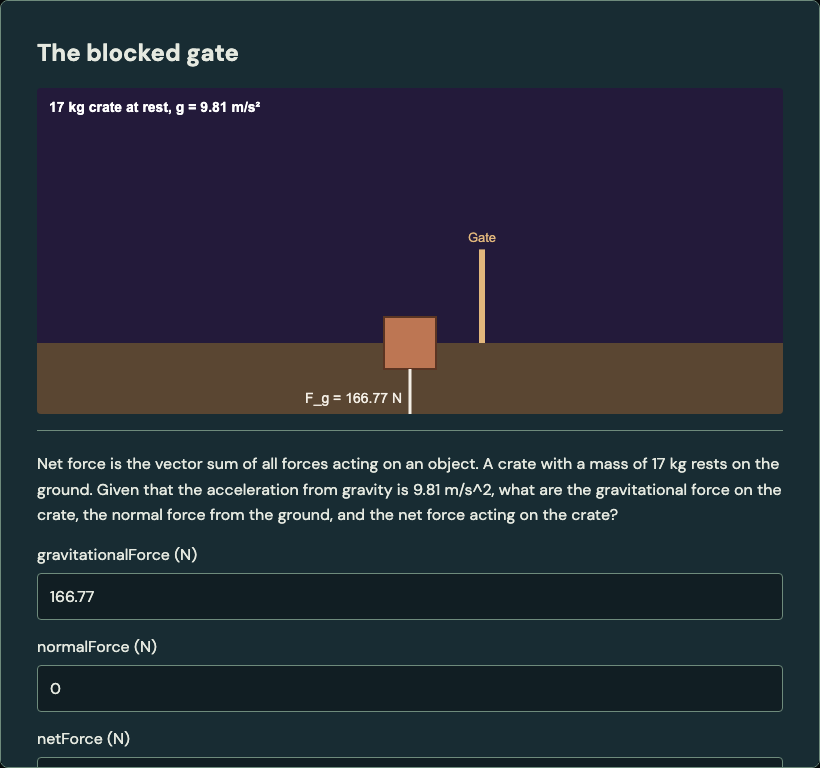 The blocked gate
17 kg crate at rest, g = 9.81 m/s²
Gate
F_g = 166.77 N
Net force is the vector sum of all forces acting on an object. A crate with a mass of 17 kg rests on the
ground. Given that the acceleration from gravity is 9.81 m/s^2, what are the gravitational force on the
crate, the normal force from the ground, and the net force acting on the crate?
gravitationalForce (N)
166.77
normalForce (N)
0
netForce (N)